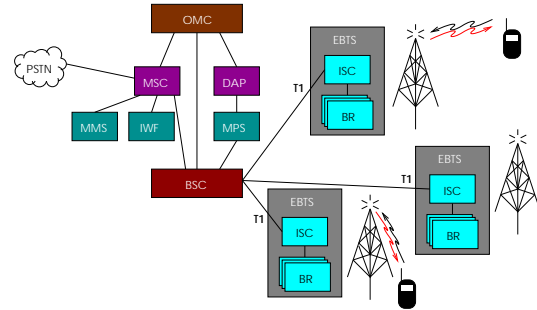 OMC
EBTS
PSTN
MSC
DAP
ISC
T1
MMS
IWF
MPS
BR
EBTS
T1
BSC
ISC
EBTS
T1
ISC
BR
BR